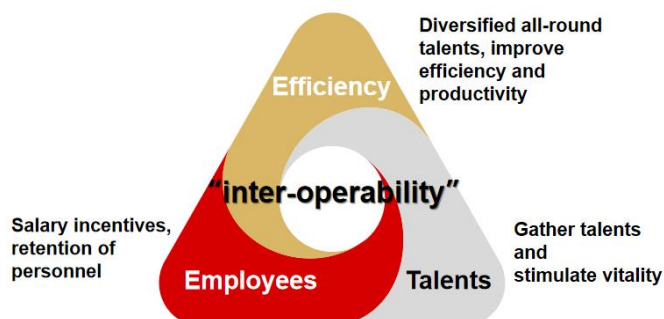 Diversified all-round
talents, improve
efficiency and
productivity
Efficiency
“inter-operability”
Salary incentives,
retention of
personnel
Employees
Talents
Gather talents
and
stimulate vitality